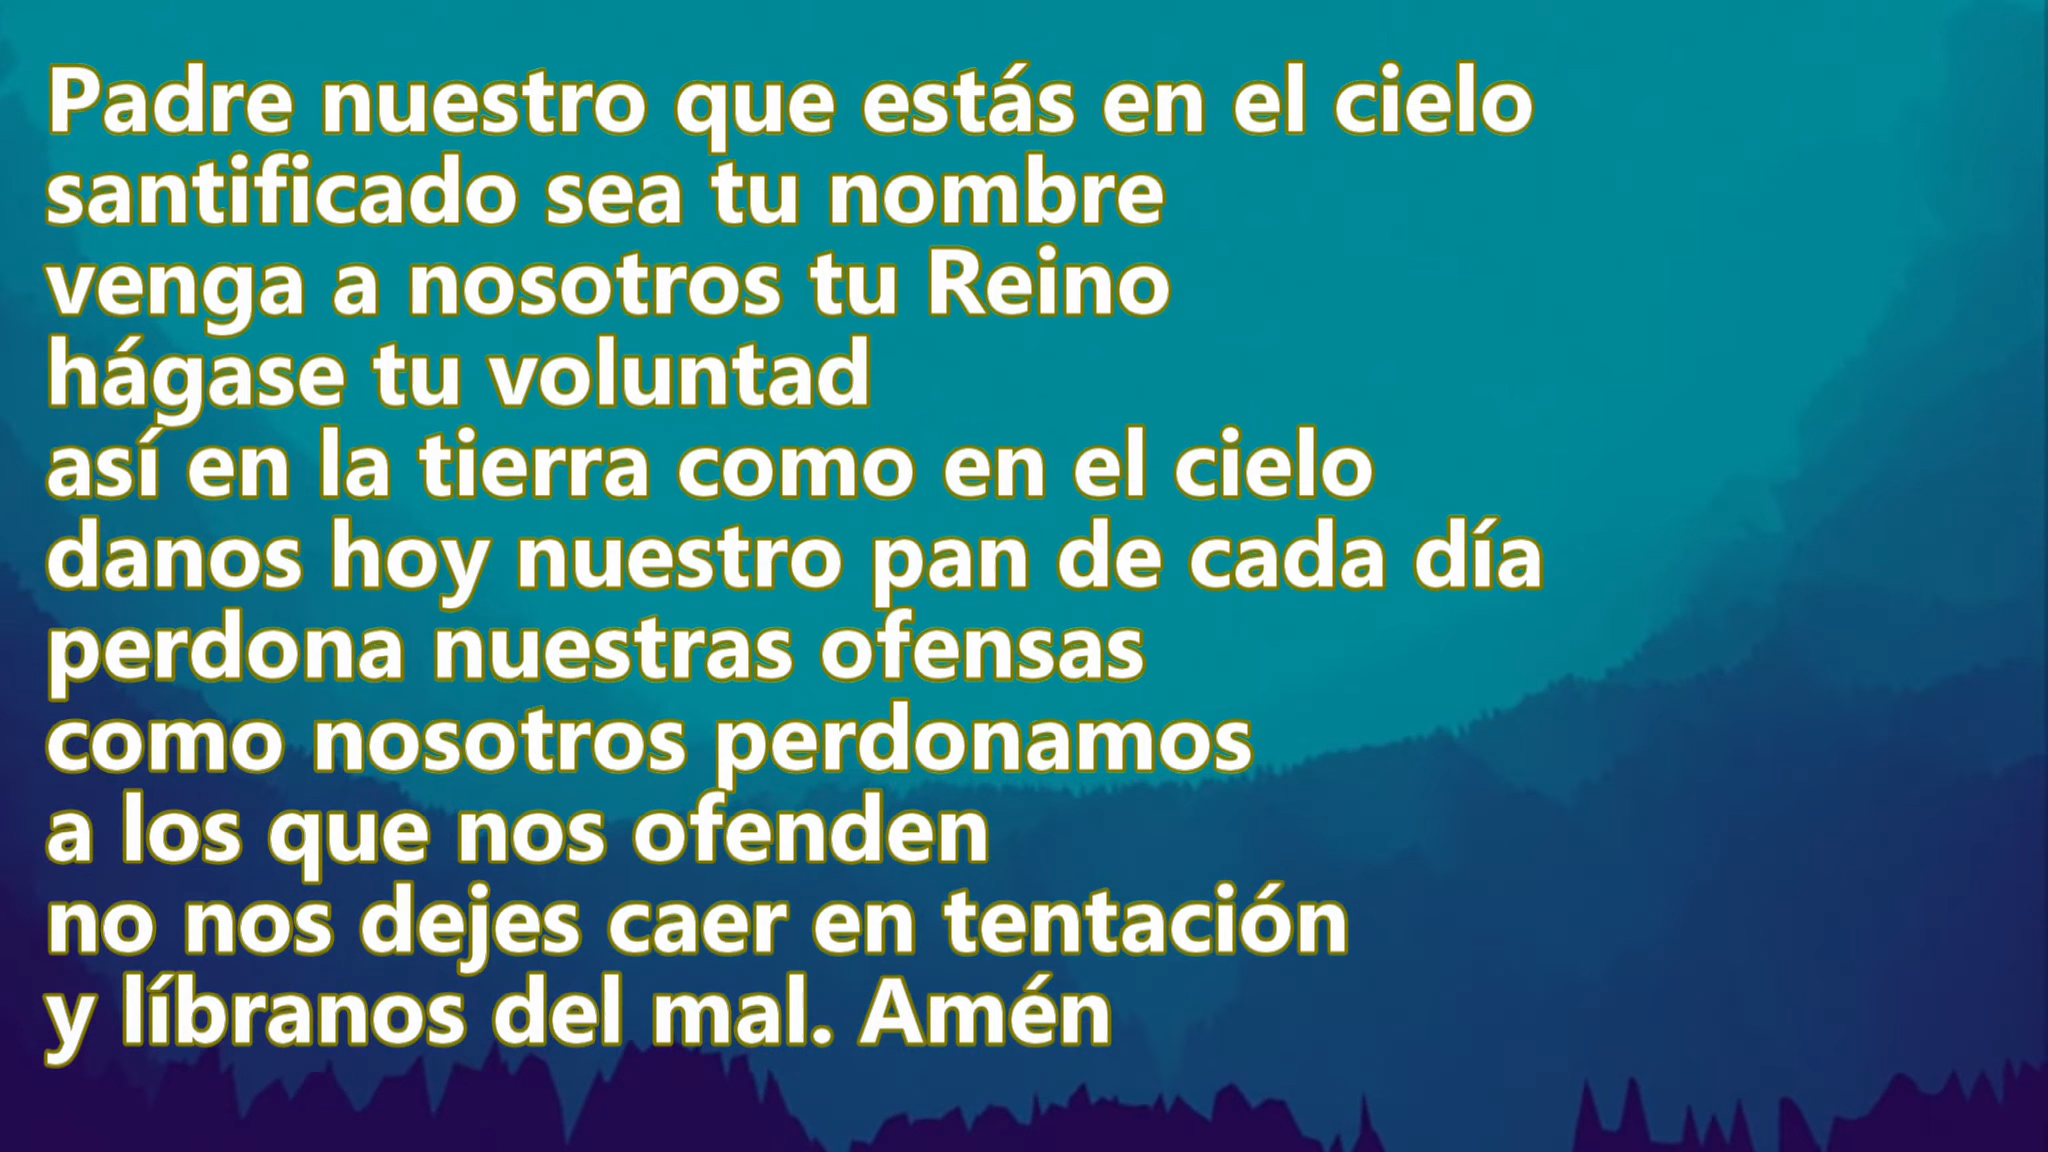 Padre nuestro que estás en el cielo
santificado sea tu nombre
venga a nosotros tu Reino
hágase tu voluntad
así en la tierra como en el cielo
danos hoy nuestro pan de cada día
perdona nuestras ofensas
como nosotros perdonamos
a los que nos ofenden
no nos dejes caer en tentación
y líbranos del mal. Amén